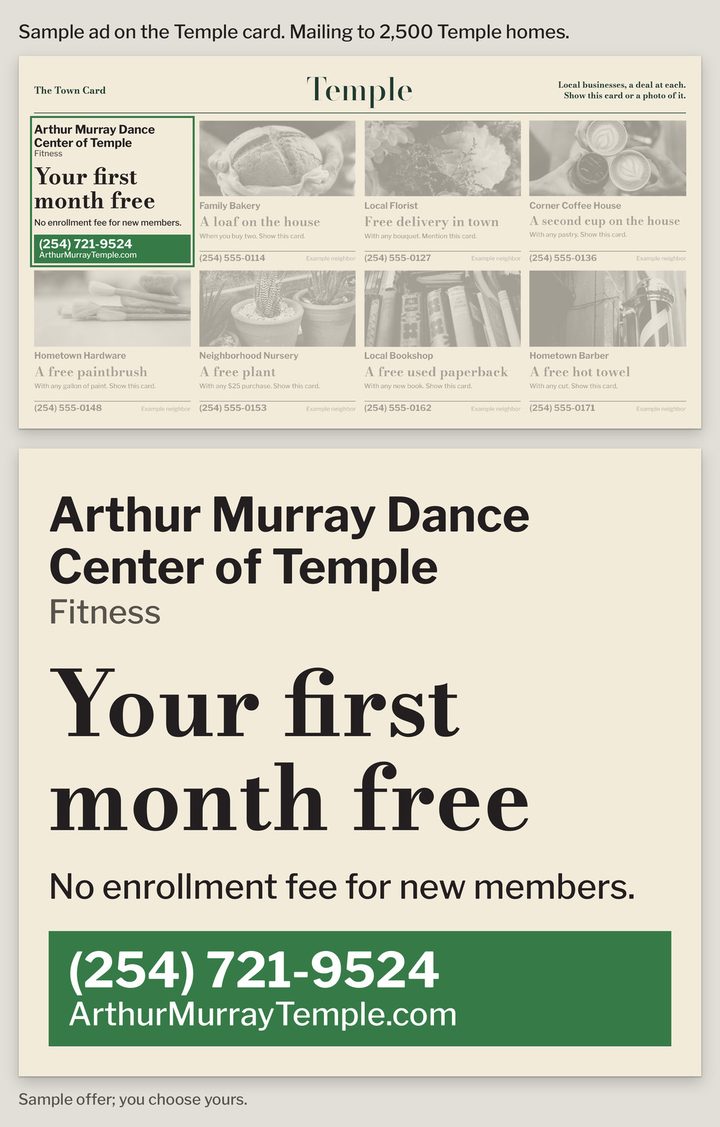 Sample ad on the Temple card. Mailing to 2,500 Temple homes.
The Town Card
Temple
Local businesses, a deal at each.
Show this card or a photo of it.
Arthur Murray Dance
Center of Temple
Fitness
Your first
month free
No enrollment fee for new members.
(254) 721-9524
ArthurMurrayTemple.com
Family Bakery
A loaf on the house
When you buy two. Show this card.
(254) 555-0114
Example neighbor
Local Florist
Free delivery in town
With any bouquet. Mention this card.
(254) 555-0127
Example neighbor
Corner Coffee House
A second cup on the house
With any pastry. Show this card.
(254) 555-0136
Example neighbor
Hometown Hardware
A free paintbrush
With any gallon of paint. Show this card.
(254) 555-0148
Example neighbor
Neighborhood Nursery
A free plant
With any $25 purchase. Show this card.
(254) 555-0153
Example neighbor
Local Bookshop
A free used paperback
With any new book. Show this card.
(254) 555-0162
Example neighbor
Hometown Barber
A free hot towel
With any cut. Show this card.
(254) 555-0171
Example neighbor
Arthur Murray Dance
Center of Temple
Fitness
Your first
month free
No enrollment fee for new members.
(254) 721-9524
ArthurMurrayTemple.com
Sample offer; you choose yours.